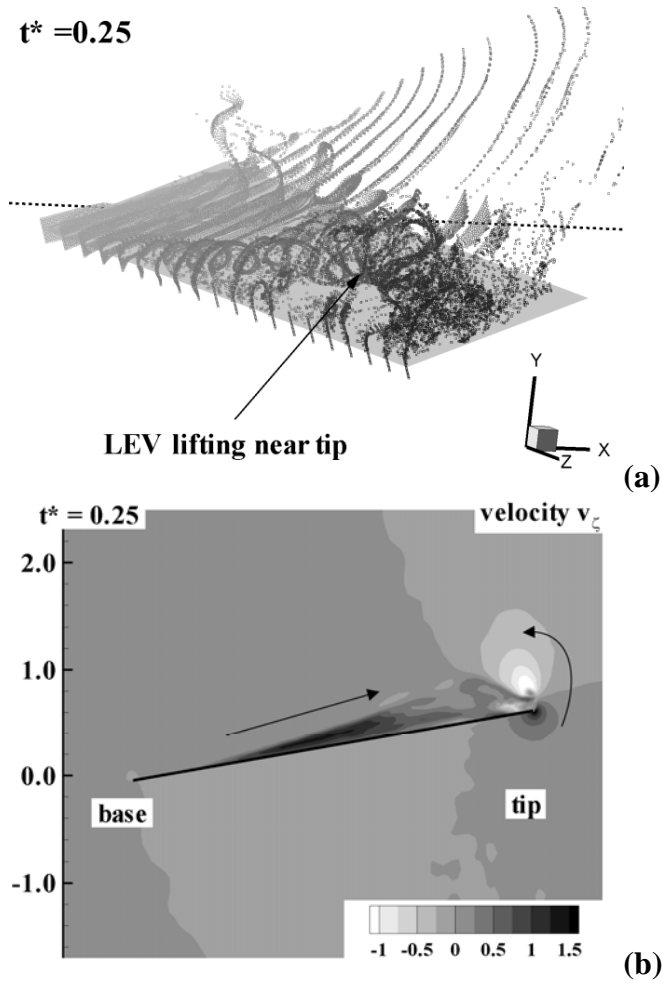 t* =0.25
LEV lifting near tip
Y
X
Z
(a)
t* = 0.25
velocity vζ
2.0
1.0
0.0
-1.0
base
tip
-1 -0.5 0 0.5 1 1.5
(b)